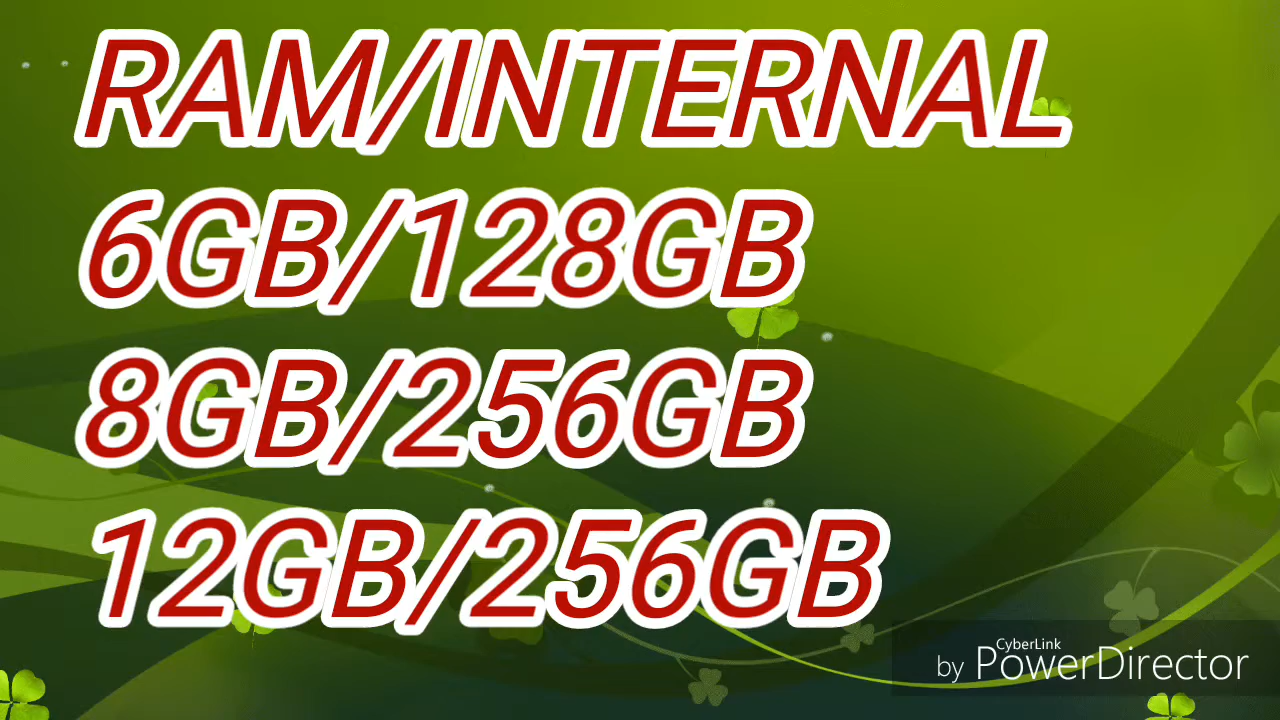 RAM/INTERNAL
6GB/128GB
8GB/256GB
12GB/256GB
CyberLink
by PowerDirector